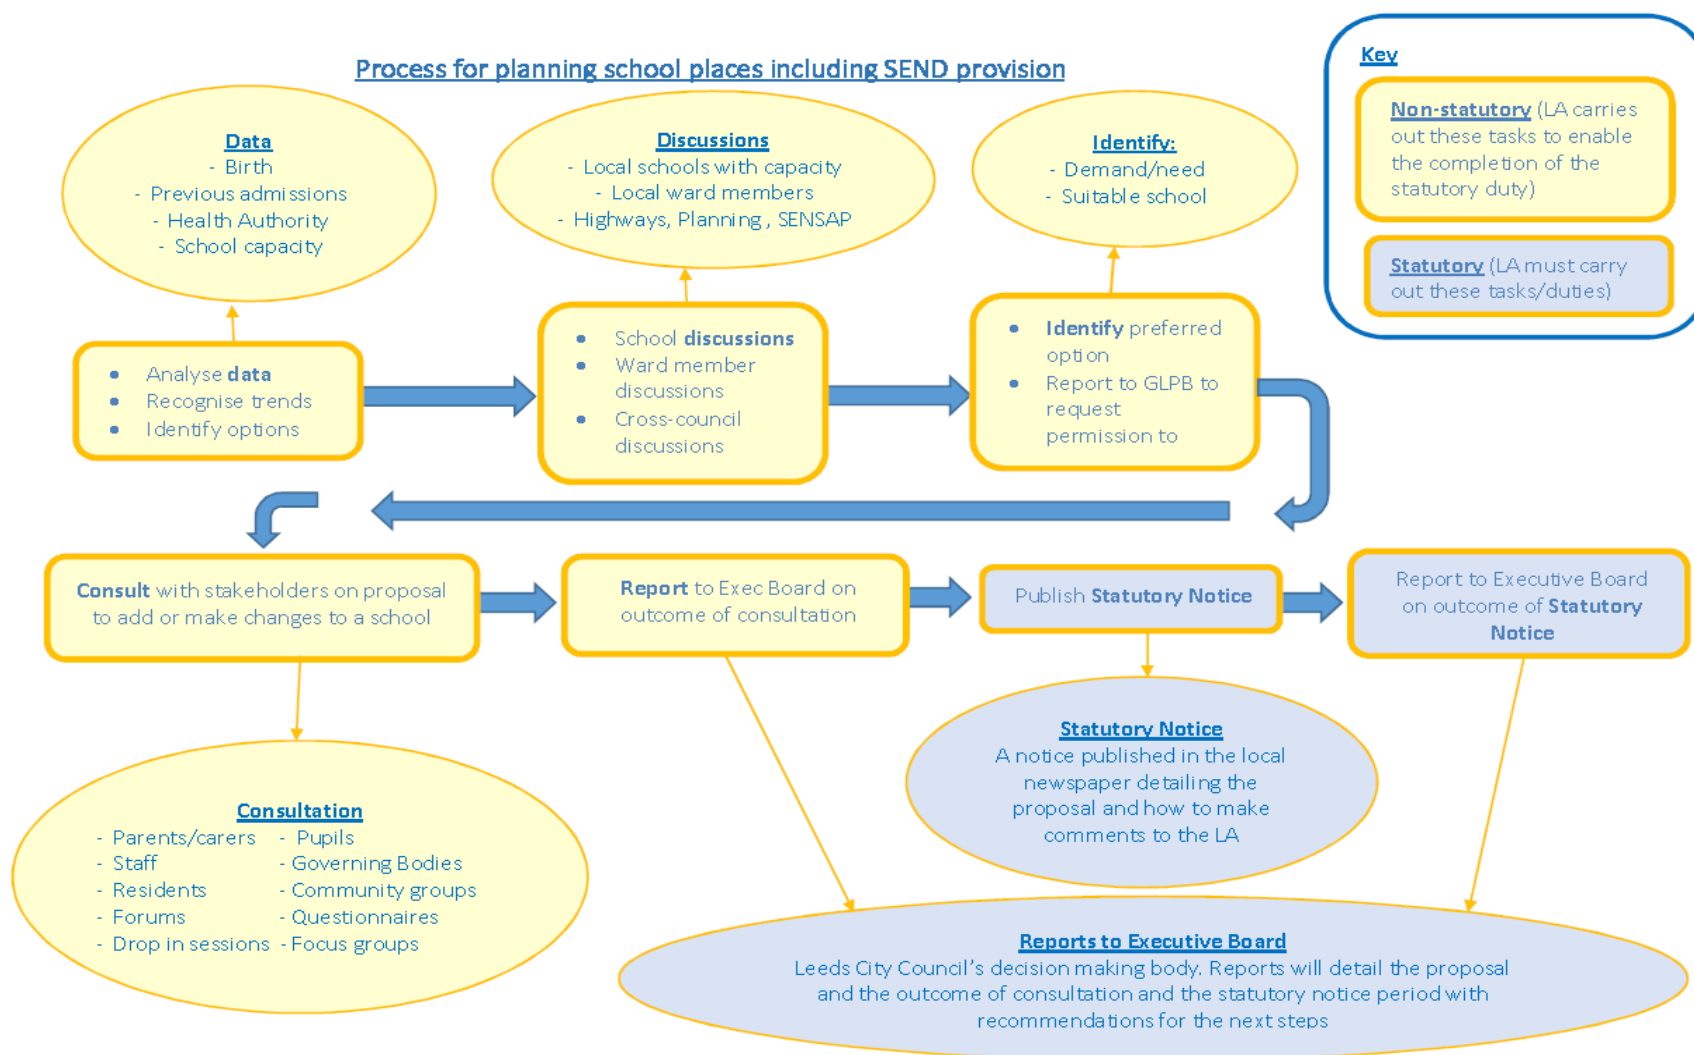 Process for planning school places including SEND provision
Key
Non-statutory (LA carries
out these tasks to enable
the completion of the
statutory duty)
Statutory (LA must carry
out these tasks/duties)
Data
- Birth
- Previous admissions
- Health Authority
- School capacity
Discussions
- Local schools with capacity
- Local ward members
- Highways, Planning , SENSAP
Identify:
- Demand/need
- Suitable school
• Analyse data
• Recognise trends
• Identify options
• School discussions
• Ward member
discussions
• Cross-council
discussions
• Identify preferred
option
• Report to GLPB to
request
permission to
Consult with stakeholders on proposal
to add or make changes to a school
Report to Exec Board on
outcome of consultation
Publish Statutory Notice
Report to Executive Board
on outcome of Statutory
Notice
Consultation
- Parents/carers - Pupils
- Staff - Governing Bodies
- Residents - Community groups
- Forums - Questionnaires
- Drop in sessions - Focus groups
Statutory Notice
A notice published in the local
newspaper detailing the
proposal and how to make
comments to the LA
Reports to Executive Board
Leeds City Council's decision making body. Reports will detail the proposal
and the outcome of consultation and the statutory notice period with
recommendations for the next steps